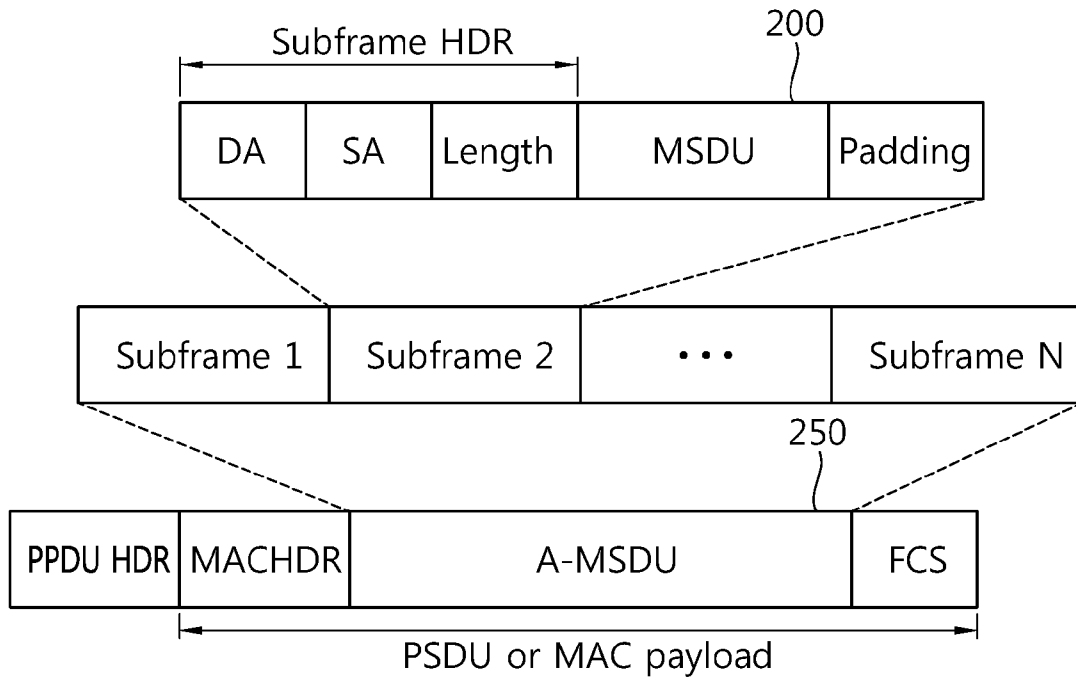 Subframe HDR
200
DA SA Length MSDU Padding
Subframe 1 Subframe 2 ··· Subframe N
250
PPDU HDR MACHDR A-MSDU FCS
PSDU or MAC payload